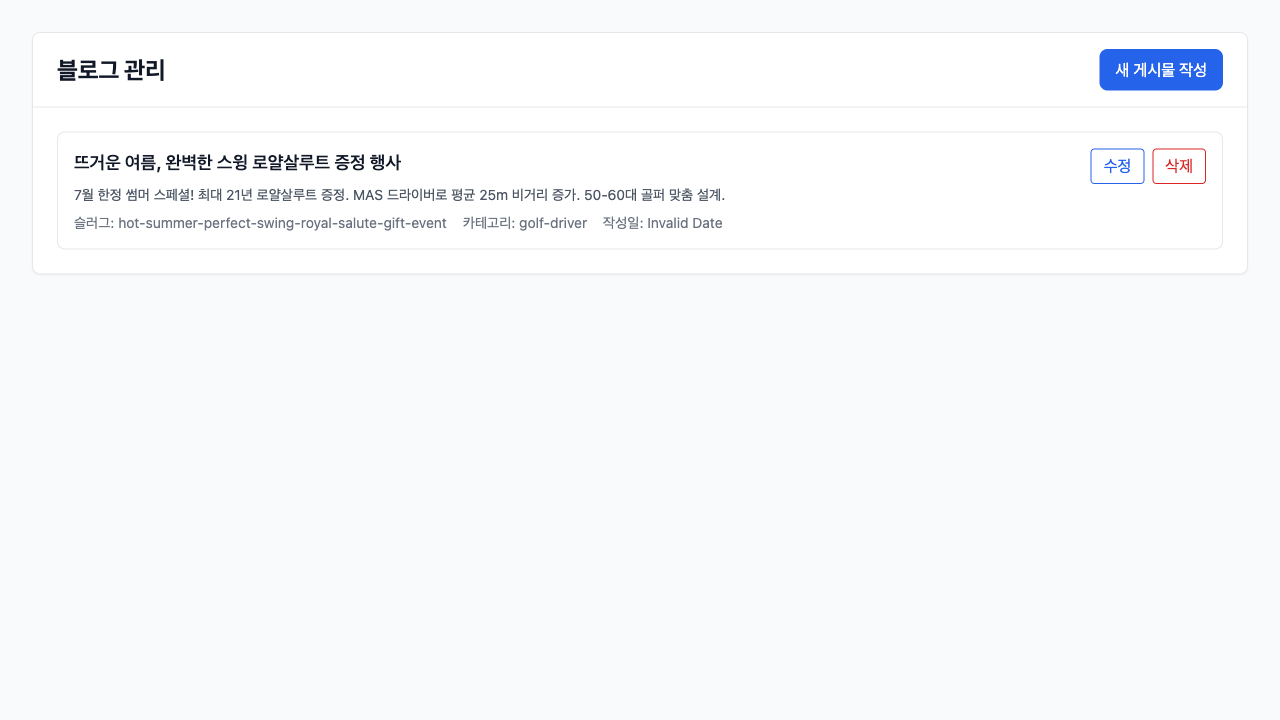 블로그 관리
새 게시물 작성
뜨거운 여름, 완벽한 스윙 로얄살루트 증정 행사
수정
삭제
7월 한정 썸머 스페셜! 최대 21년 로얄살루트 증정. MAS 드라이버로 평균 25m 비거리 증가. 50-60대 골퍼 맞춤 설계.
슬러그: hot-summer-perfect-swing-royal-salute-gift-event 카테고리: golf-driver 작성일: Invalid Date